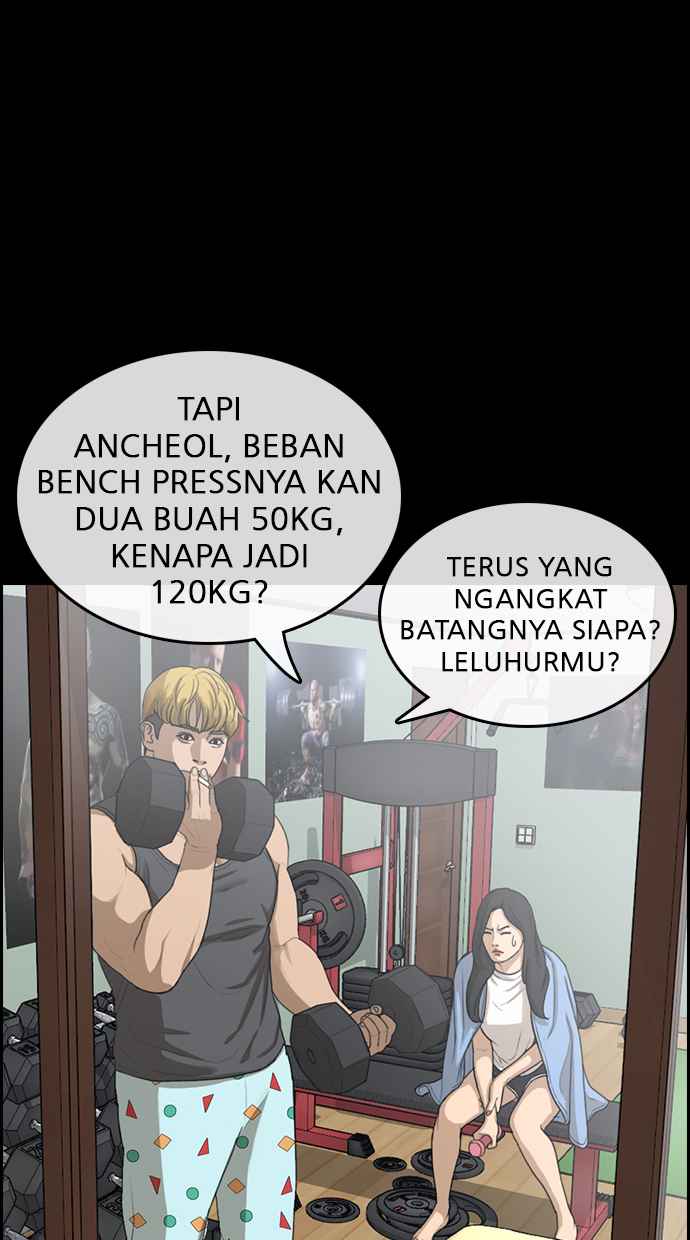 TAPI
ANCHEOL, BEBAN
BENCH PRESSNYA KAN
DUA BUAH 50KG,
KENAPA JADI
120KG?
TERUS YANG
NGANGKAT
BATANGNYA SIAPA?
LELUHURMU?